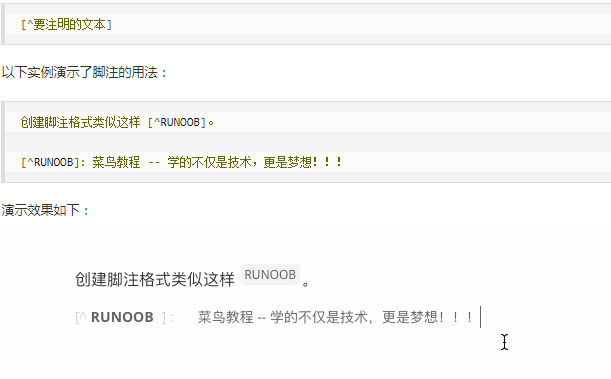 [^要注明的文本]
以下实例演示了脚注的用法：
创建脚注格式类似这样 [^RUNOOB]。
[^RUNOOB]: 菜鸟教程 -- 学的不仅是技术，更是梦想！！！
演示效果如下：
创建脚注格式类似这样 RUNOOB 。
[^ RUNOOB ]: 菜鸟教程 -- 学的不仅是技术，更是梦想！！！